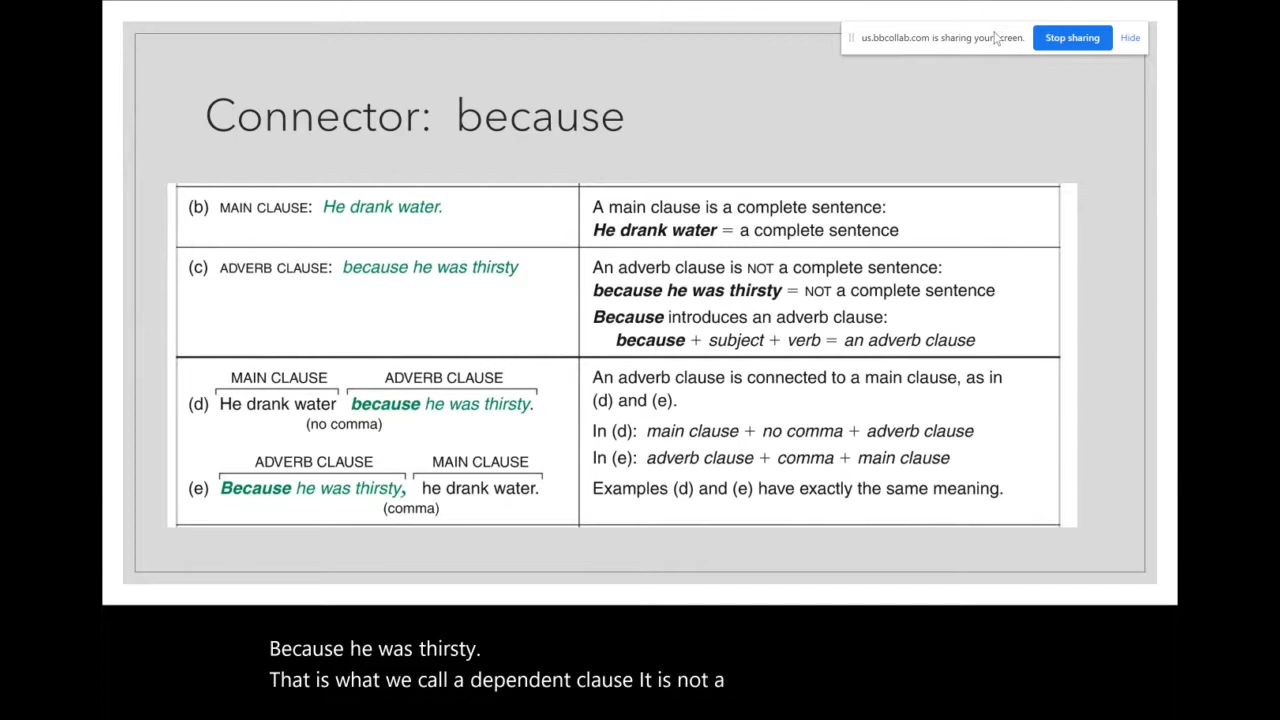 us.bbcollab.com is sharing your screen. Stop sharing Hide
Connector: because
(b) MAIN CLAUSE: He drank water.
A main clause is a complete sentence:
He drank water = a complete sentence
(c) ADVERB CLAUSE: because he was thirsty
An adverb clause is NOT a complete sentence:
because he was thirsty = NOT a complete sentence
Because introduces an adverb clause:
because + subject + verb = an adverb clause
MAIN CLAUSE ADVERB CLAUSE
(d) He drank water because he was thirsty.
(no comma)
ADVERB CLAUSE MAIN CLAUSE
(e) Because he was thirsty, he drank water.
(comma)
An adverb clause is connected to a main clause, as in
(d) and (e).
In (d): main clause + no comma + adverb clause
In (e): adverb clause + comma + main clause
Examples (d) and (e) have exactly the same meaning.
Because he was thirsty.
That is what we call a dependent clause It is not a